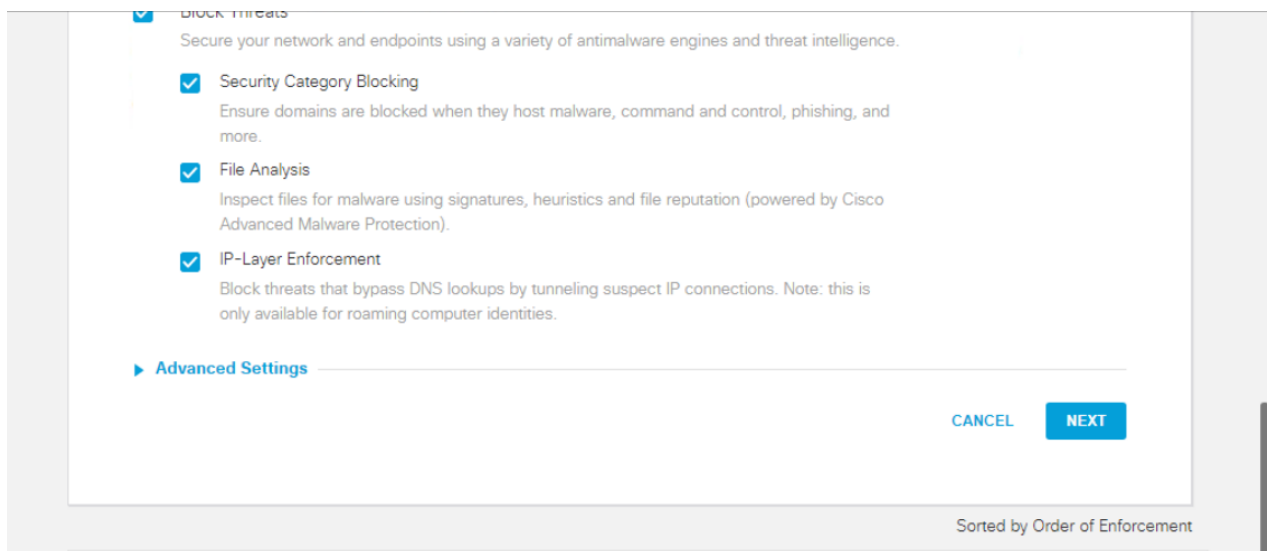 Block Threats
Secure your network and endpoints using a variety of antimalware engines and threat intelligence.
Security Category Blocking
Ensure domains are blocked when they host malware, command and control, phishing, and
more.
File Analysis
Inspect files for malware using signatures, heuristics and file reputation (powered by Cisco
Advanced Malware Protection).
IP-Layer Enforcement
Block threats that bypass DNS lookups by tunneling suspect IP connections. Note: this is
only available for roaming computer identities.
Advanced Settings
CANCEL NEXT
Sorted by Order of Enforcement